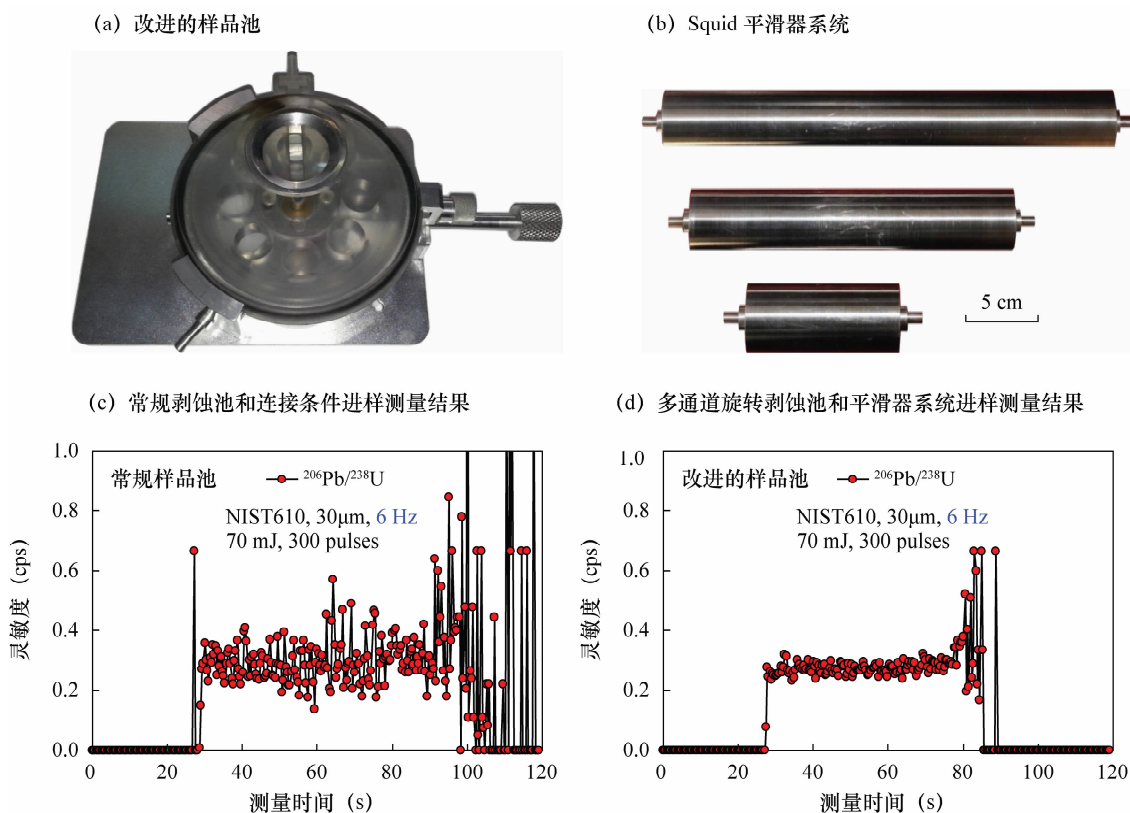 (a) 改进的样品池
(b) Squid 平滑器系统
5 cm
(c) 常规剥蚀池和连接条件进样测量结果
(d) 多通道旋转剥蚀池和平滑器系统进样测量结果
灵敏度 (cps)
1.0
0.8
0.6
0.4
0.2
0.0
常规样品池
²⁰⁶Pb/²³⁸U
NIST610, 30μm, 6 Hz
70 mJ, 300 pulses
0 20 40 60 80 100 120
测量时间 (s)
灵敏度 (cps)
1.0
0.8
0.6
0.4
0.2
0.0
改进的样品池
²⁰⁶Pb/²³⁸U
NIST610, 30μm, 6 Hz
70 mJ, 300 pulses
0 20 40 60 80 100 120
测量时间 (s)